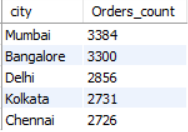 city Orders_count
Mumbai 3384
Bangalore 3300
Delhi 2856
Kolkata 2731
Chennai 2726